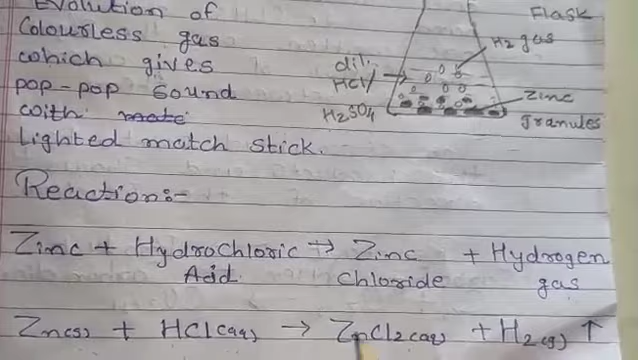 Evolution of
Colourless gas
which gives
pop-pop sound
with mate
Lighted match stick.
Flask
H2 gas
dil.
HCl/
H2SO4
Zinc
granules
Reaction:-
Zinc + Hydrochloric → Zinc + Hydrogen
Acid Chloride gas
Zn(s) + HCl(aq) → ZnCl2(aq) + H2(g) ↑